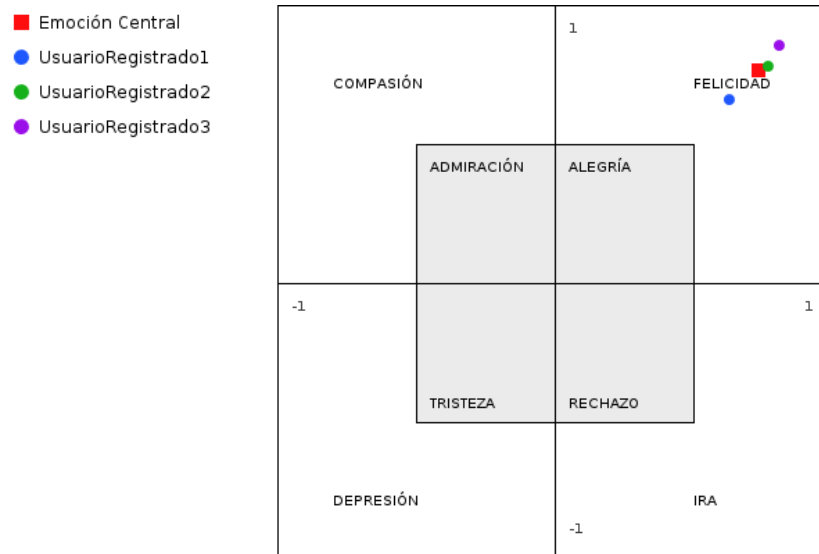 Emoción Central
UsuarioRegistrado1
UsuarioRegistrado2
UsuarioRegistrado3
1
COMPASIÓN
FELICIDAD
ADMIRACIÓN
ALEGRÍA
-1
1
TRISTEZA
RECHAZO
DEPRESIÓN
IRA
-1